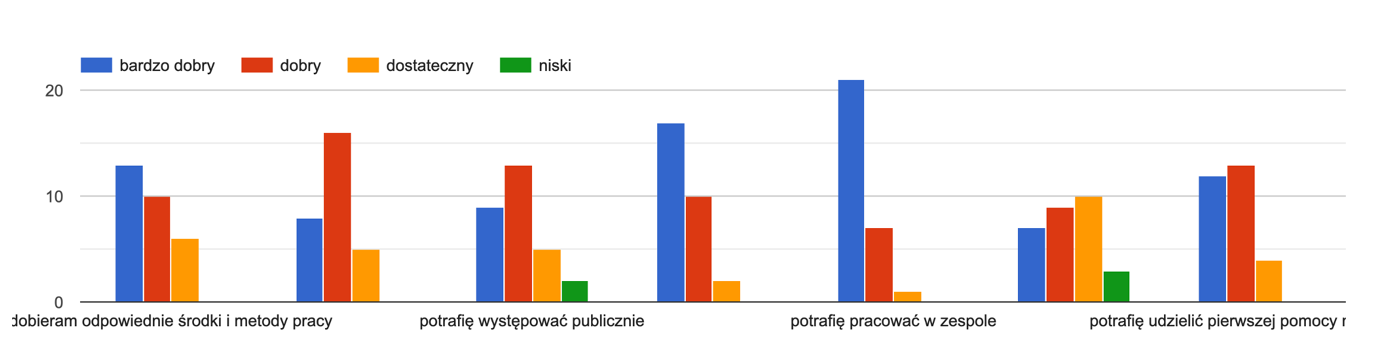 bardzo dobry dobry dostateczny niski
20
10
0
dobieram odpowiednie środki i metody pracy potrafię występować publicznie potrafię pracować w zespole potrafię udzielić pierwszej pomocy